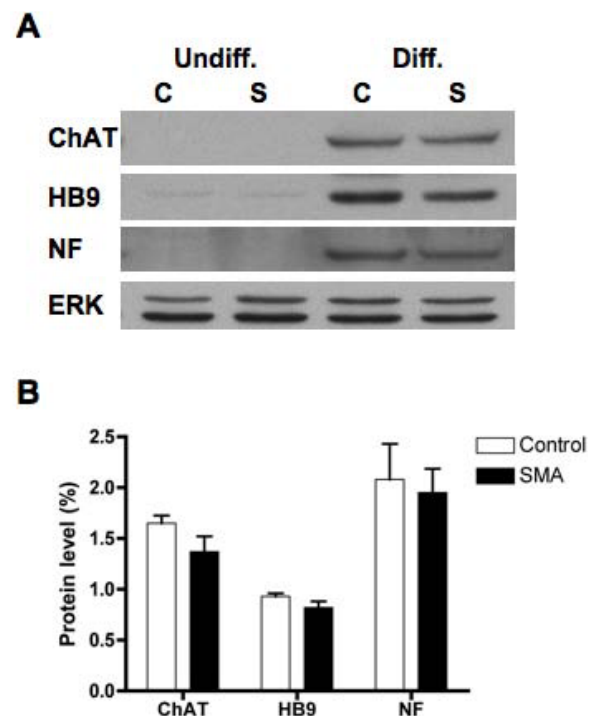 A
Undiff. Diff.
C S C S
ChAT
HB9
NF
ERK
B
Protein level (%)
2.5
2.0
1.5
1.0
0.5
0.0
ChAT HB9 NF
Control
SMA